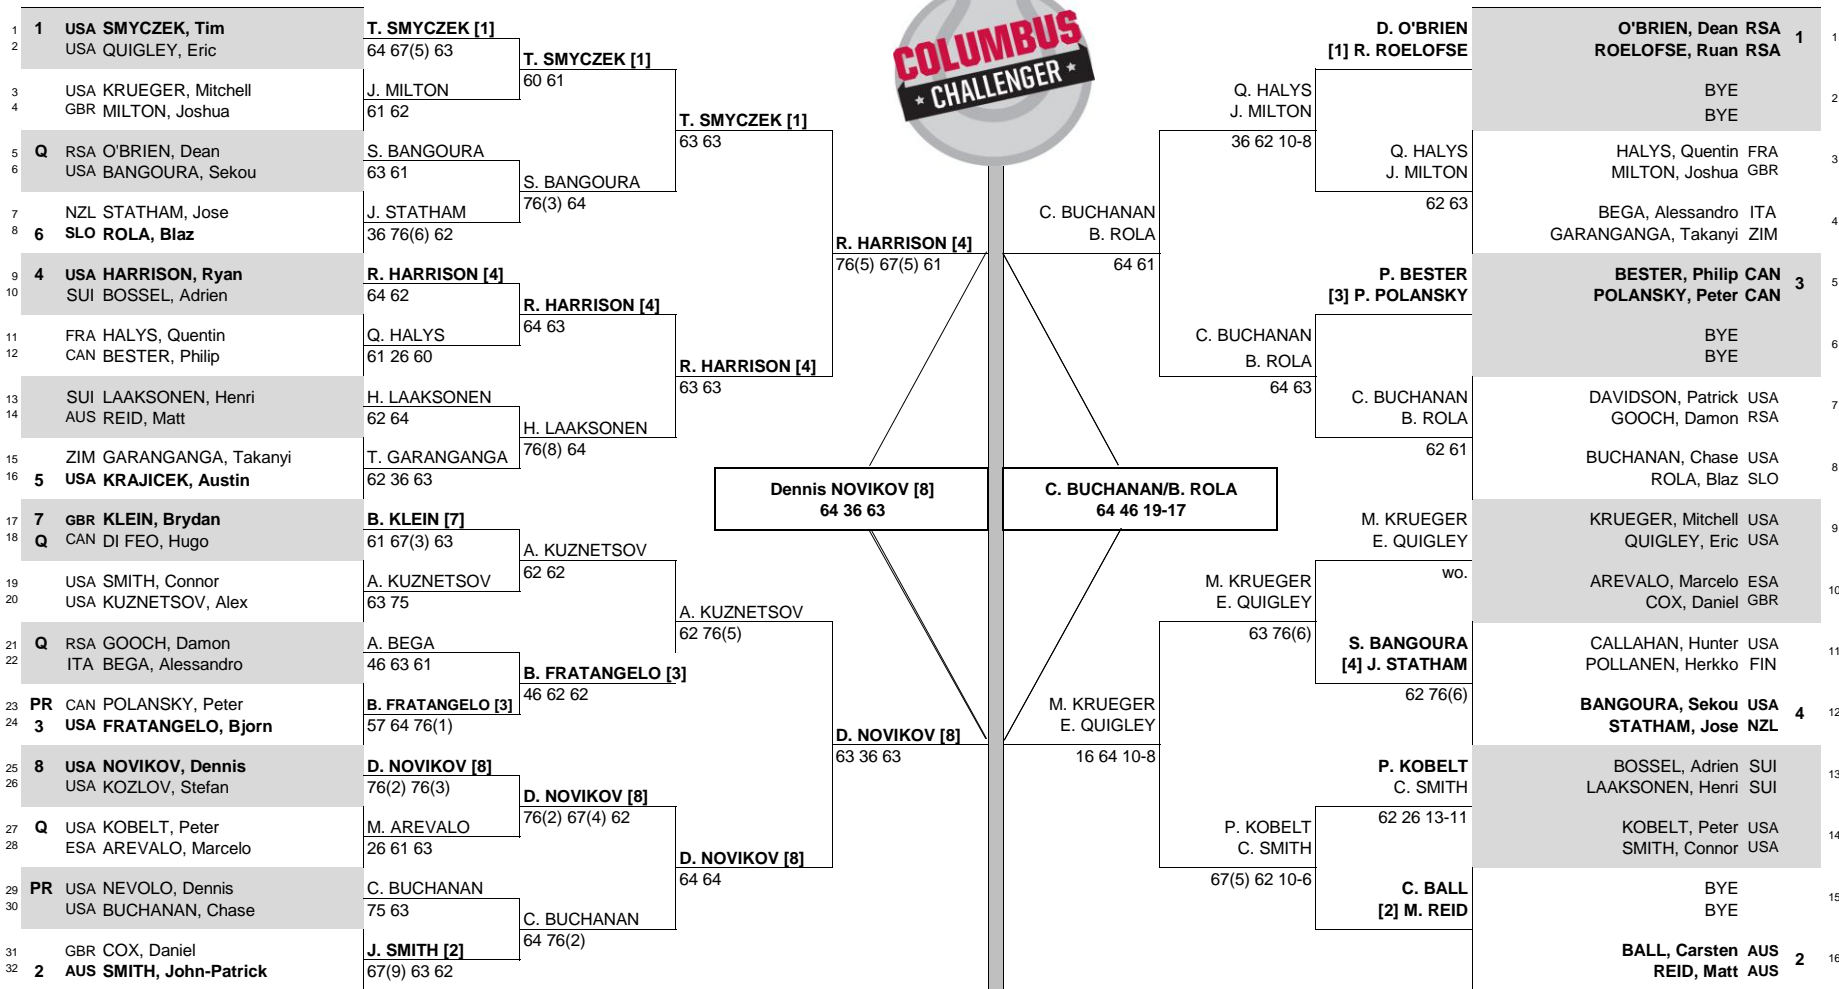 COLUMBUS
★ CHALLENGER ★
1 1 USA SMYCZEK, Tim
2 USA QUIGLEY, Eric
3 USA KRUEGER, Mitchell
4 GBR MILTON, Joshua
5 Q RSA O'BRIEN, Dean
6 USA BANGOURA, Sekou
7 NZL STATHAM, Jose
8 6 SLO ROLA, Blaz
9 4 USA HARRISON, Ryan
10 SUI BOSSEL, Adrien
11 FRA HALYS, Quentin
12 CAN BESTER, Philip
13 SUI LAAKSONEN, Henri
14 AUS REID, Matt
15 ZIM GARANGANGA, Takanyi
16 5 USA KRAJICEK, Austin
17 7 GBR KLEIN, Brydan
18 Q CAN DI FEO, Hugo
19 USA SMITH, Connor
20 USA KUZNETSOV, Alex
21 Q RSA GOOCH, Damon
22 ITA BEGA, Alessandro
23 PR CAN POLANSKY, Peter
24 3 USA FRATANGELO, Bjorn
25 8 USA NOVIKOV, Dennis
26 USA KOZLOV, Stefan
27 Q USA KOBELT, Peter
28 ESA AREVALO, Marcelo
29 PR USA NEVOLO, Dennis
30 USA BUCHANAN, Chase
31 GBR COX, Daniel
32 2 AUS SMITH, John-Patrick
T. SMYCZEK [1]
64 67(5) 63
J. MILTON
61 62
S. BANGOURA
63 61
J. STATHAM
36 76(6) 62
R. HARRISON [4]
64 62
Q. HALYS
61 26 60
H. LAAKSONEN
62 64
T. GARANGANGA
62 36 63
B. KLEIN [7]
61 67(3) 63
A. KUZNETSOV
63 75
A. BEGA
46 63 61
B. FRATANGELO [3]
57 64 76(1)
D. NOVIKOV [8]
76(2) 76(3)
M. AREVALO
26 61 63
C. BUCHANAN
75 63
J. SMITH [2]
67(9) 63 62
T. SMYCZEK [1]
60 61
S. BANGOURA
76(3) 64
R. HARRISON [4]
64 63
H. LAAKSONEN
76(8) 64
A. KUZNETSOV
62 62
B. FRATANGELO [3]
46 62 62
D. NOVIKOV [8]
76(2) 67(4) 62
C. BUCHANAN
64 76(2)
T. SMYCZEK [1]
63 63
R. HARRISON [4]
63 63
A. KUZNETSOV
62 76(5)
D. NOVIKOV [8]
64 64
R. HARRISON [4]
76(5) 67(5) 61
D. NOVIKOV [8]
63 36 63
Dennis NOVIKOV [8]
64 36 63
C. BUCHANAN/B. ROLA
64 46 19-17
C. BUCHANAN
B. ROLA
64 61
M. KRUEGER
E. QUIGLEY
16 64 10-8
Q. HALYS
J. MILTON
36 62 10-8
C. BUCHANAN
B. ROLA
64 63
M. KRUEGER
E. QUIGLEY
63 76(6)
P. KOBELT
C. SMITH
67(5) 62 10-6
D. O'BRIEN
[1] R. ROELOFSE
Q. HALYS
J. MILTON
62 63
P. BESTER
[3] P. POLANSKY
C. BUCHANAN
B. ROLA
62 61
M. KRUEGER
E. QUIGLEY
wo.
S. BANGOURA
[4] J. STATHAM
62 76(6)
P. KOBELT
C. SMITH
62 26 13-11
C. BALL
[2] M. REID
O'BRIEN, Dean RSA 1 1
ROELOFSE, Ruan RSA
BYE 2
BYE
HALYS, Quentin FRA 3
MILTON, Joshua GBR
BEGA, Alessandro ITA 4
GARANGANGA, Takanyi ZIM
BESTER, Philip CAN 3 5
POLANSKY, Peter CAN
BYE 6
BYE
DAVIDSON, Patrick USA 7
GOOCH, Damon RSA
BUCHANAN, Chase USA 8
ROLA, Blaz SLO
KRUEGER, Mitchell USA 9
QUIGLEY, Eric USA
AREVALO, Marcelo ESA 10
COX, Daniel GBR
CALLAHAN, Hunter USA 11
POLLANEN, Herkko FIN
BANGOURA, Sekou USA 4 12
STATHAM, Jose NZL
BOSSEL, Adrien SUI 13
LAAKSONEN, Henri SUI
KOBELT, Peter USA 14
SMITH, Connor USA
BYE 15
BYE
BALL, Carsten AUS 2 16
REID, Matt AUS